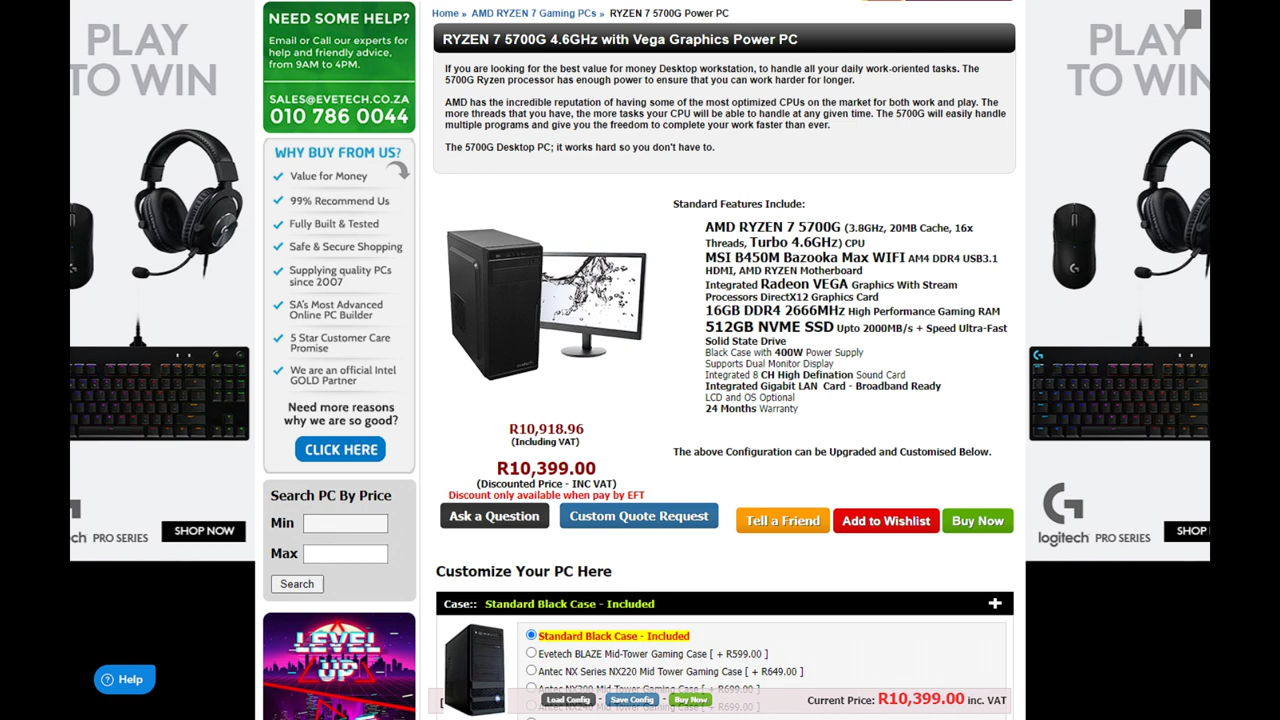 PLAY
TO WIN
ch PRO SERIES
SHOP NOW
NEED SOME HELP?
Email or Call our experts for
help and friendly advice,
from 9AM to 4PM.
SALES@EVETECH.CO.ZA
010 786 0044
WHY BUY FROM US?
Value for Money
99% Recommend Us
Fully Built & Tested
Safe & Secure Shopping
Supplying quality PCs
since 2007
SA's Most Advanced
Online PC Builder
5 Star Customer Care
Promise
We are an official Intel
GOLD Partner
Need more reasons
why we are so good?
CLICK HERE
Search PC By Price
Min
Max
Search
LEVEL
UP
Help
Home » AMD RYZEN 7 Gaming PCs » RYZEN 7 5700G Power PC
RYZEN 7 5700G 4.6GHz with Vega Graphics Power PC
If you are looking for the best value for money Desktop workstation, to handle all your daily work-oriented tasks. The
5700G Ryzen processor has enough power to ensure that you can work harder for longer.
AMD has the incredible reputation of having some of the most optimized CPUs on the market for both work and play. The
more threads that you have, the more tasks your CPU will be able to handle at any given time. The 5700G will easily handle
multiple programs and give you the freedom to complete your work faster than ever.
The 5700G Desktop PC; it works hard so you don't have to.
Standard Features Include:
AMD RYZEN 7 5700G (3.8GHz, 20MB Cache, 16x
Threads, Turbo 4.6GHz) CPU
MSI B450M Bazooka Max WIFI AM4 DDR4 USB3.1
HDMI, AMD RYZEN Motherboard
Integrated Radeon VEGA Graphics With Stream
Processors DirectX12 Graphics Card
16GB DDR4 2666MHz High Performance Gaming RAM
512GB NVME SSD Upto 2000MB/s + Speed Ultra-Fast
Solid State Drive
Black Case with 400W Power Supply
Supports Dual Monitor Display
Integrated 8 CH High Defination Sound Card
Integrated Gigabit LAN Card - Broadband Ready
LCD and OS Optional
24 Months Warranty
R10,918.96
(Including VAT)
R10,399.00
(Discounted Price - INC VAT)
Discount only available when pay by EFT
The above Configuration can be Upgraded and Customised Below.
Ask a Question
Custom Quote Request
Tell a Friend
Add to Wishlist
Buy Now
Customize Your PC Here
Case:: Standard Black Case - Included
Standard Black Case - Included
Evetech BLAZE Mid-Tower Gaming Case [ + R599.00 ]
Antec NX Series NX220 Mid Tower Gaming Case [ + R649.00 ]
Load Config - Save Config - Buy Now
Current Price: R10,399.00 inc. VAT
PLAY
TO WIN
logitech PRO SERIES
SHOP